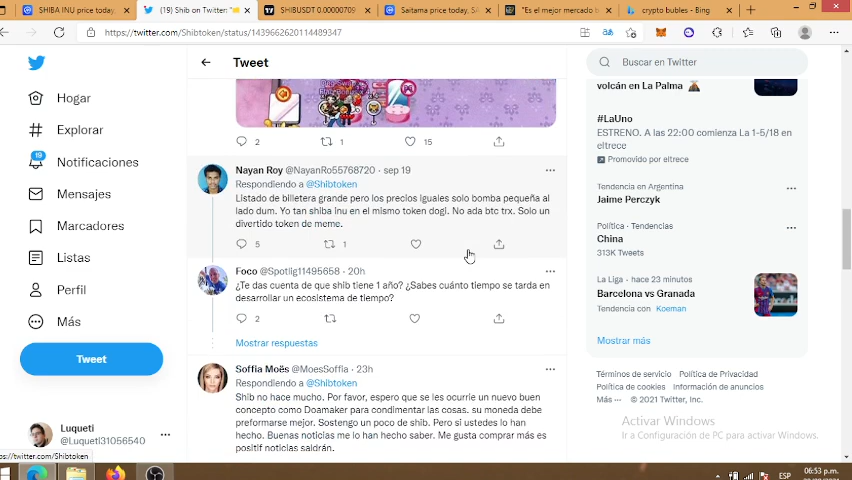 SHIBA INU price today,
(19) Shib on Twitter: "
SHIBUSDT 0.00000709
Saitama price today, SA
"Es el mejor mercado
crypto bubles - Bing
https://twitter.com/Shibtoken/status/1439662620114489347
Tweet
Buscar en Twitter
Hogar
Explorar
19
Notificaciones
Mensajes
Marcadores
Listas
Perfil
Más
Tweet
Luqueti
@Luqueti31056540
2
1
15
Nayan Roy @NayanRo55768720 · sep 19
Respondiendo a @Shibtoken
Listado de billetera grande pero los precios iguales solo bomba pequeña al
lado dum. Yo tan shiba inu en el mismo token dogi. No ada btc trx. Solo un
divertido token de meme.
5
1
Foco @Spotlig11495658 · 20h
¿Te das cuenta de que shib tiene 1 año? ¿Sabes cuánto tiempo se tarda en
desarrollar un ecosistema de tiempo?
2
Mostrar respuestas
Soffia Moës @MoesSoffia · 23h
Respondiendo a @Shibtoken
Shib no hace mucho. Por favor, espero que se les ocurrie un nuevo buen
concepto como Doamaker para condimentar las cosas. su moneda debe
preformarse mejor. Sostengo un poco de shib. Pero si ustedes lo han
hecho. Buenas noticias me lo han hecho saber. Me gusta comprar más es
positif noticias saldrán.
volcán en La Palma
#LaUno
ESTRENO. A las 22:00 comienza La 1-5/18 en
eltrece
Promovido por eltrece
Tendencia en Argentina
Jaime Perczyk
Política · Tendencias
China
313K Tweets
La Liga · hace 23 minutos
Barcelona vs Granada
Tendencia con Koeman
Mostrar más
Términos de servicio Política de Privacidad
Política de cookies Información de anuncios
Más ··· © 2021 Twitter, Inc.
Activar Windows
Ir a Configuración de PC para activar Windows.
ps://twitter.com/Shibtoken
ESP
06:53 p.m.